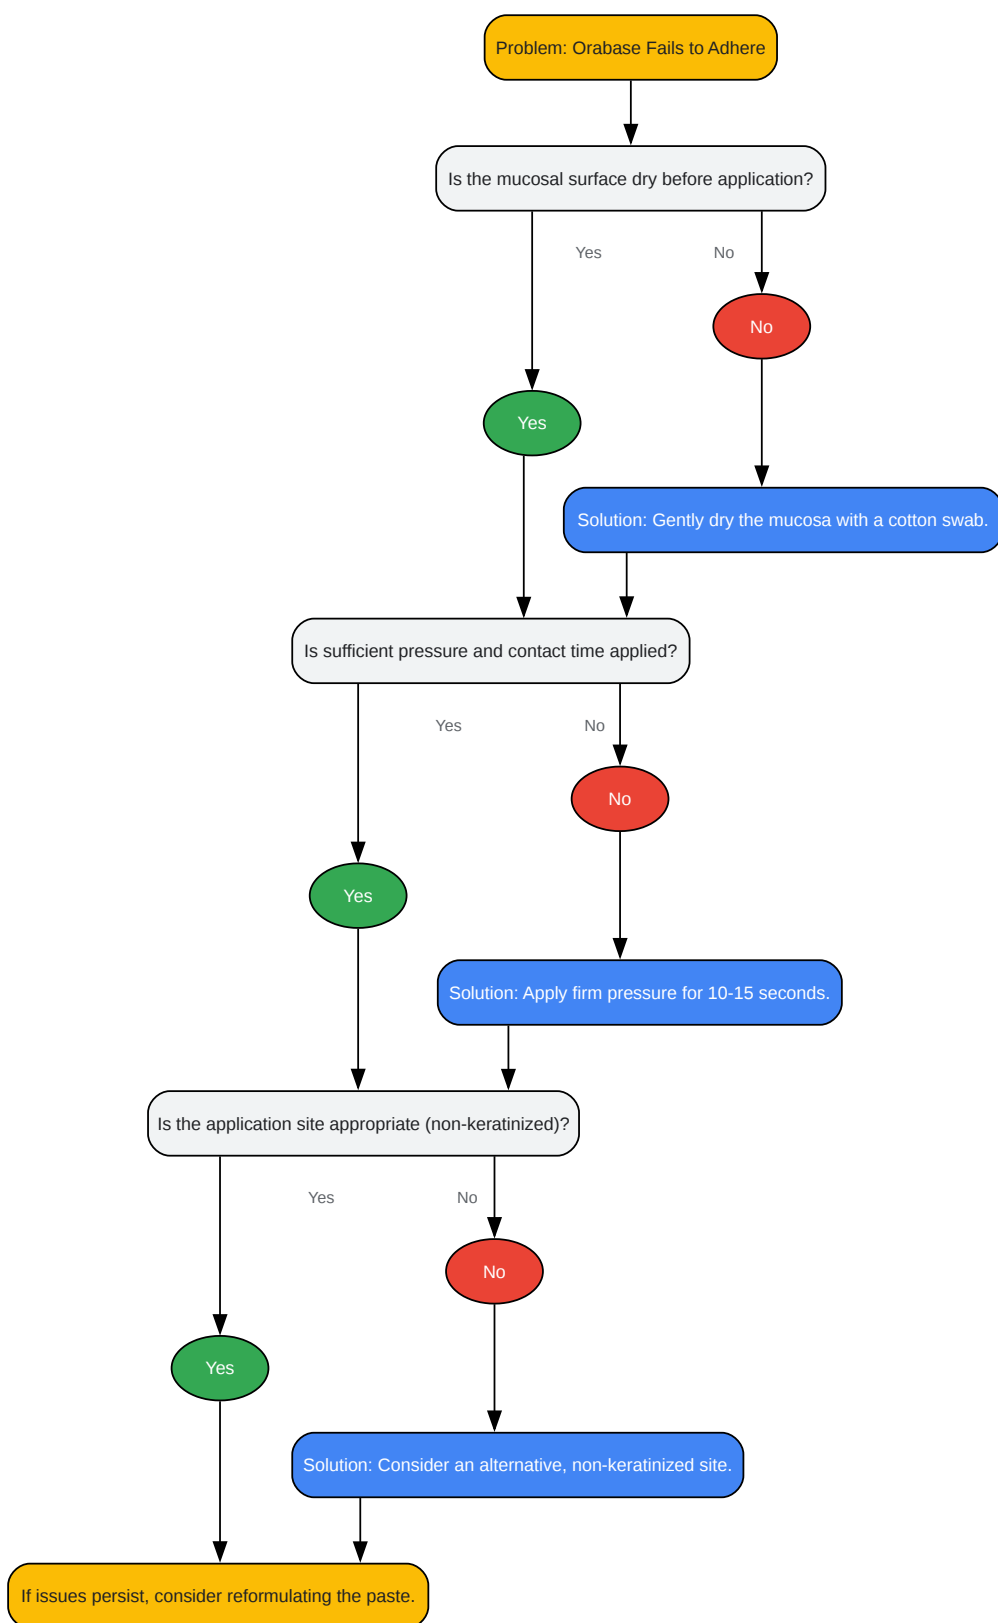 Problem: Orabase Fails to Adhere
Is the mucosal surface dry before application?
Yes
No
No
Yes
Solution: Gently dry the mucosa with a cotton swab.
Is sufficient pressure and contact time applied?
Yes
No
No
Yes
Solution: Apply firm pressure for 10-15 seconds.
Is the application site appropriate (non-keratinized)?
Yes
No
No
Yes
Solution: Consider an alternative, non-keratinized site.
If issues persist, consider reformulating the paste.